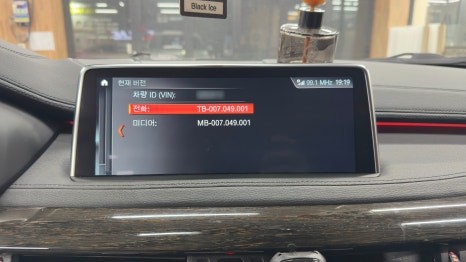 Black Ice
현재 버전
99.1 MHz 19:19
차량 ID (VIN):
전화: TB-007.049.001
미디어: MB-007.049.001